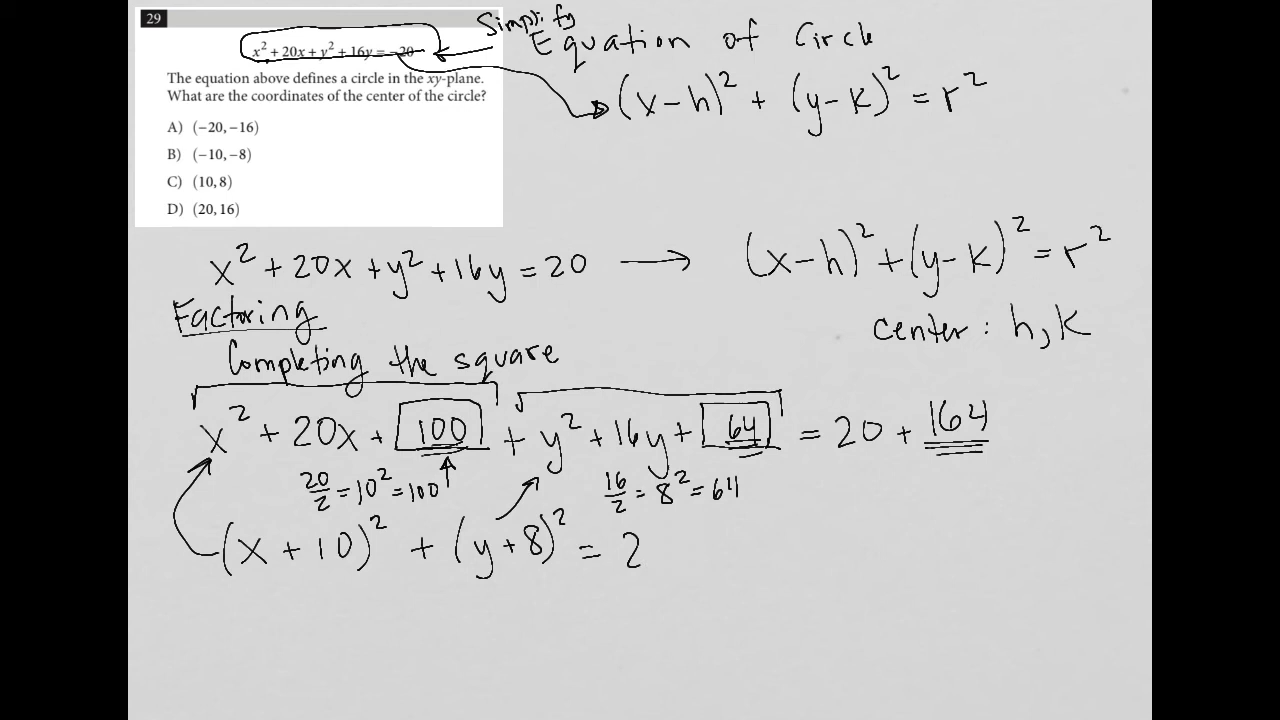 29
x² + 20x + y² + 16y = −20
The equation above defines a circle in the xy-plane.
What are the coordinates of the center of the circle?
A) (−20, −16)
B) (−10, −8)
C) (10, 8)
D) (20, 16)
Simplify
Equation of Circle
(x−h)² + (y−k)² = r²
x² + 20x + y² + 16y = 20 → (x−h)² + (y−k)² = r²
Factoring
center: h, k
Completing the square
x² + 20x + 100 + y² + 16y + 64 = 20 + 164
20/2 = 10² = 100
16/2 = 8² = 64
(x + 10)² + (y + 8)² = 2